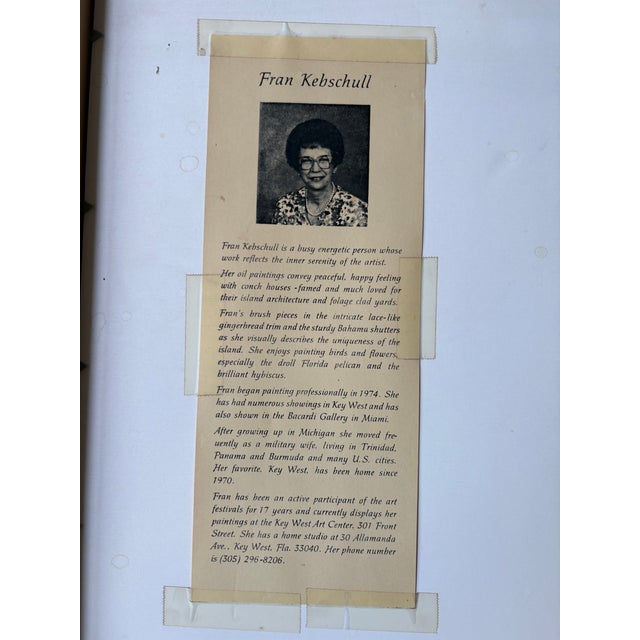 Fran Kebschull
Fran Kebschull is a busy energetic person whose
work reflects the inner serenity of the artist.
Her oil paintings convey peaceful, happy feeling
with conch houses -famed and much loved for
their island architecture and folage clad yards.
Fran's brush pieces in the intricate lace-like
gingerbread trim and the sturdy Bahama shutters
as she visually describes the uniqueness of the
island. She enjoys painting birds and flowers,
especially the droll Florida pelican and the
brilliant hybiscus.
Fran began painting professionally in 1974. She
has had numerous showings in Key West and has
also shown in the Bacardi Gallery in Miami.
After growing up in Michigan she moved fre-
quently as a military wife, living in Trinidad,
Panama and Burmuda and many U.S. cities.
Her favorite, Key West, has been home since
1970.
Fran has been an active participant of the art
festivals for 17 years and currently displays her
paintings at the Key West Art Center, 301 Front
Street. She has a home studio at 30 Allamanda
Ave., Key West, Fla. 33040. Her phone number
is (305) 296-8206.